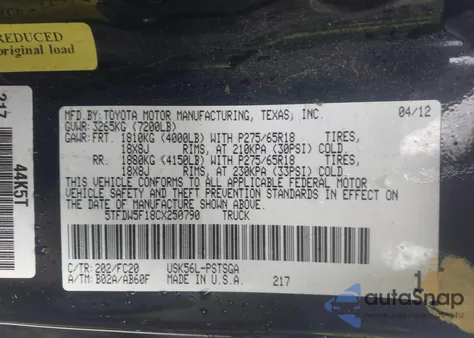 REDUCED
original load
217
44K5T
MFD. BY: TOYOTA MOTOR MANUFACTURING, TEXAS, INC. 04/12
GVWR: 3265KG (7200LB)
GAWR: FRT. 1810KG (4000LB) WITH P275/65R18 TIRES,
18X8J RIMS, AT 210KPA (30PSI) COLD.
RR. 1880KG (4150LB) WITH P275/65R18 TIRES,
18X8J RIMS, AT 230KPA (33PSI) COLD.
THIS VEHICLE CONFORMS TO ALL APPLICABLE FEDERAL MOTOR
VEHICLE SAFETY AND THEFT PREVENTION STANDARDS IN EFFECT ON
THE DATE OF MANUFACTURE SHOWN ABOVE.
5TFDW5F18CX250790 TRUCK
C/TR: 202/FC20 USK56L-PSTSGA
A/TM: B02A/AB60F MADE IN U.S.A. 217
autoSnap